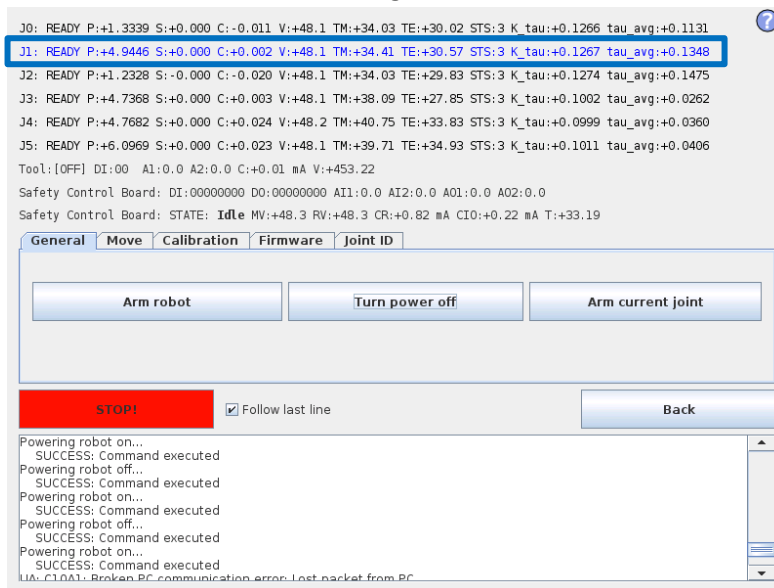 J0: READY P:+1.3339 S:+0.000 C:-0.011 V:+48.1 TM:+34.03 TE:+30.02 STS:3 K_tau:+0.1266 tau_avg:+0.1131
?
J1: READY P:+4.9446 S:+0.000 C:+0.002 V:+48.1 TM:+34.41 TE:+30.57 STS:3 K_tau:+0.1267 tau_avg:+0.1348
J2: READY P:+1.2328 S:-0.000 C:-0.020 V:+48.1 TM:+34.03 TE:+29.83 STS:3 K_tau:+0.1274 tau_avg:+0.1475
J3: READY P:+4.7368 S:+0.000 C:+0.003 V:+48.1 TM:+38.09 TE:+27.85 STS:3 K_tau:+0.1002 tau_avg:+0.0262
J4: READY P:+4.7682 S:+0.000 C:+0.024 V:+48.2 TM:+40.75 TE:+33.83 STS:3 K_tau:+0.0999 tau_avg:+0.0360
J5: READY P:+6.0969 S:+0.000 C:+0.023 V:+48.1 TM:+39.71 TE:+34.93 STS:3 K_tau:+0.1011 tau_avg:+0.0406
Tool:[OFF] DI:00 A1:0.0 A2:0.0 C:+0.01 mA V:+453.22
Safety Control Board: DI:00000000 DO:00000000 AI1:0.0 AI2:0.0 AO1:0.0 AO2:0.0
Safety Control Board: STATE: Idle MV:+48.3 RV:+48.3 CR:+0.82 mA CIO:+0.22 mA T:+33.19
General Move Calibration Firmware Joint ID
Arm robot Turn power off Arm current joint
STOP! Follow last line Back
Powering robot on...
SUCCESS: Command executed
Powering robot off...
SUCCESS: Command executed
Powering robot on...
SUCCESS: Command executed
Powering robot off...
SUCCESS: Command executed
Powering robot on...
SUCCESS: Command executed
UA: C10A1: Broken PC communication error: Lost packet from PC